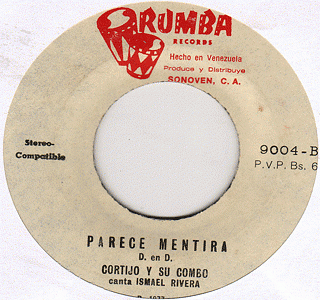 RUMBA
RECORDS
Hecho en Venezuela
Produce y Distribuye
SONOVEN, C. A.
Stereo-
Compatible
9004-B
P.V.P. Bs. 6
PARECE MENTIRA
D. en D.
CORTIJO Y SU COMBO
canta ISMAEL RIVERA